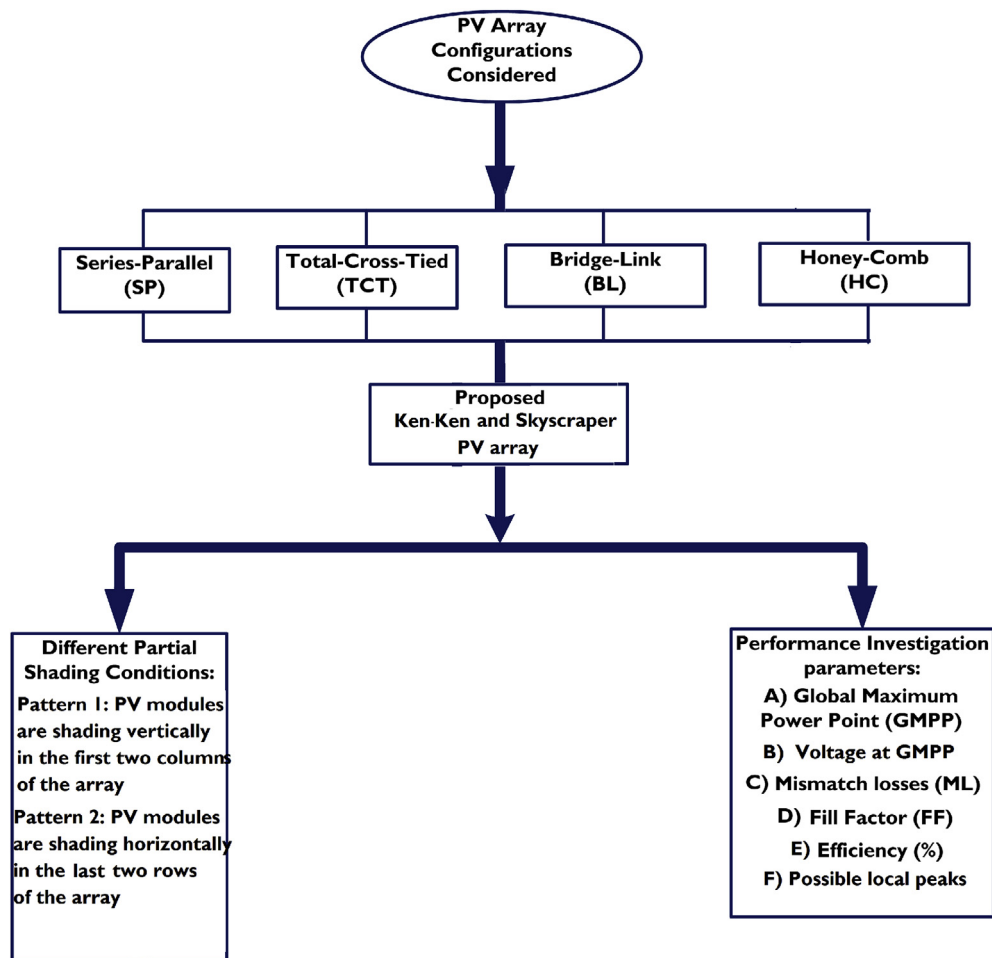 PV Array
Configurations
Considered
Series-Parallel
(SP)
Total-Cross-Tied
(TCT)
Bridge-Link
(BL)
Honey-Comb
(HC)
Proposed
Ken-Ken and Skyscraper
PV array
Different Partial
Shading Conditions:
Pattern 1: PV modules
are shading vertically
in the first two columns
of the array
Pattern 2: PV modules
are shading horizontally
in the last two rows
of the array
Performance Investigation
parameters:
A) Global Maximum
Power Point (GMPP)
B) Voltage at GMPP
C) Mismatch losses (ML)
D) Fill Factor (FF)
E) Efficiency (%)
F) Possible local peaks